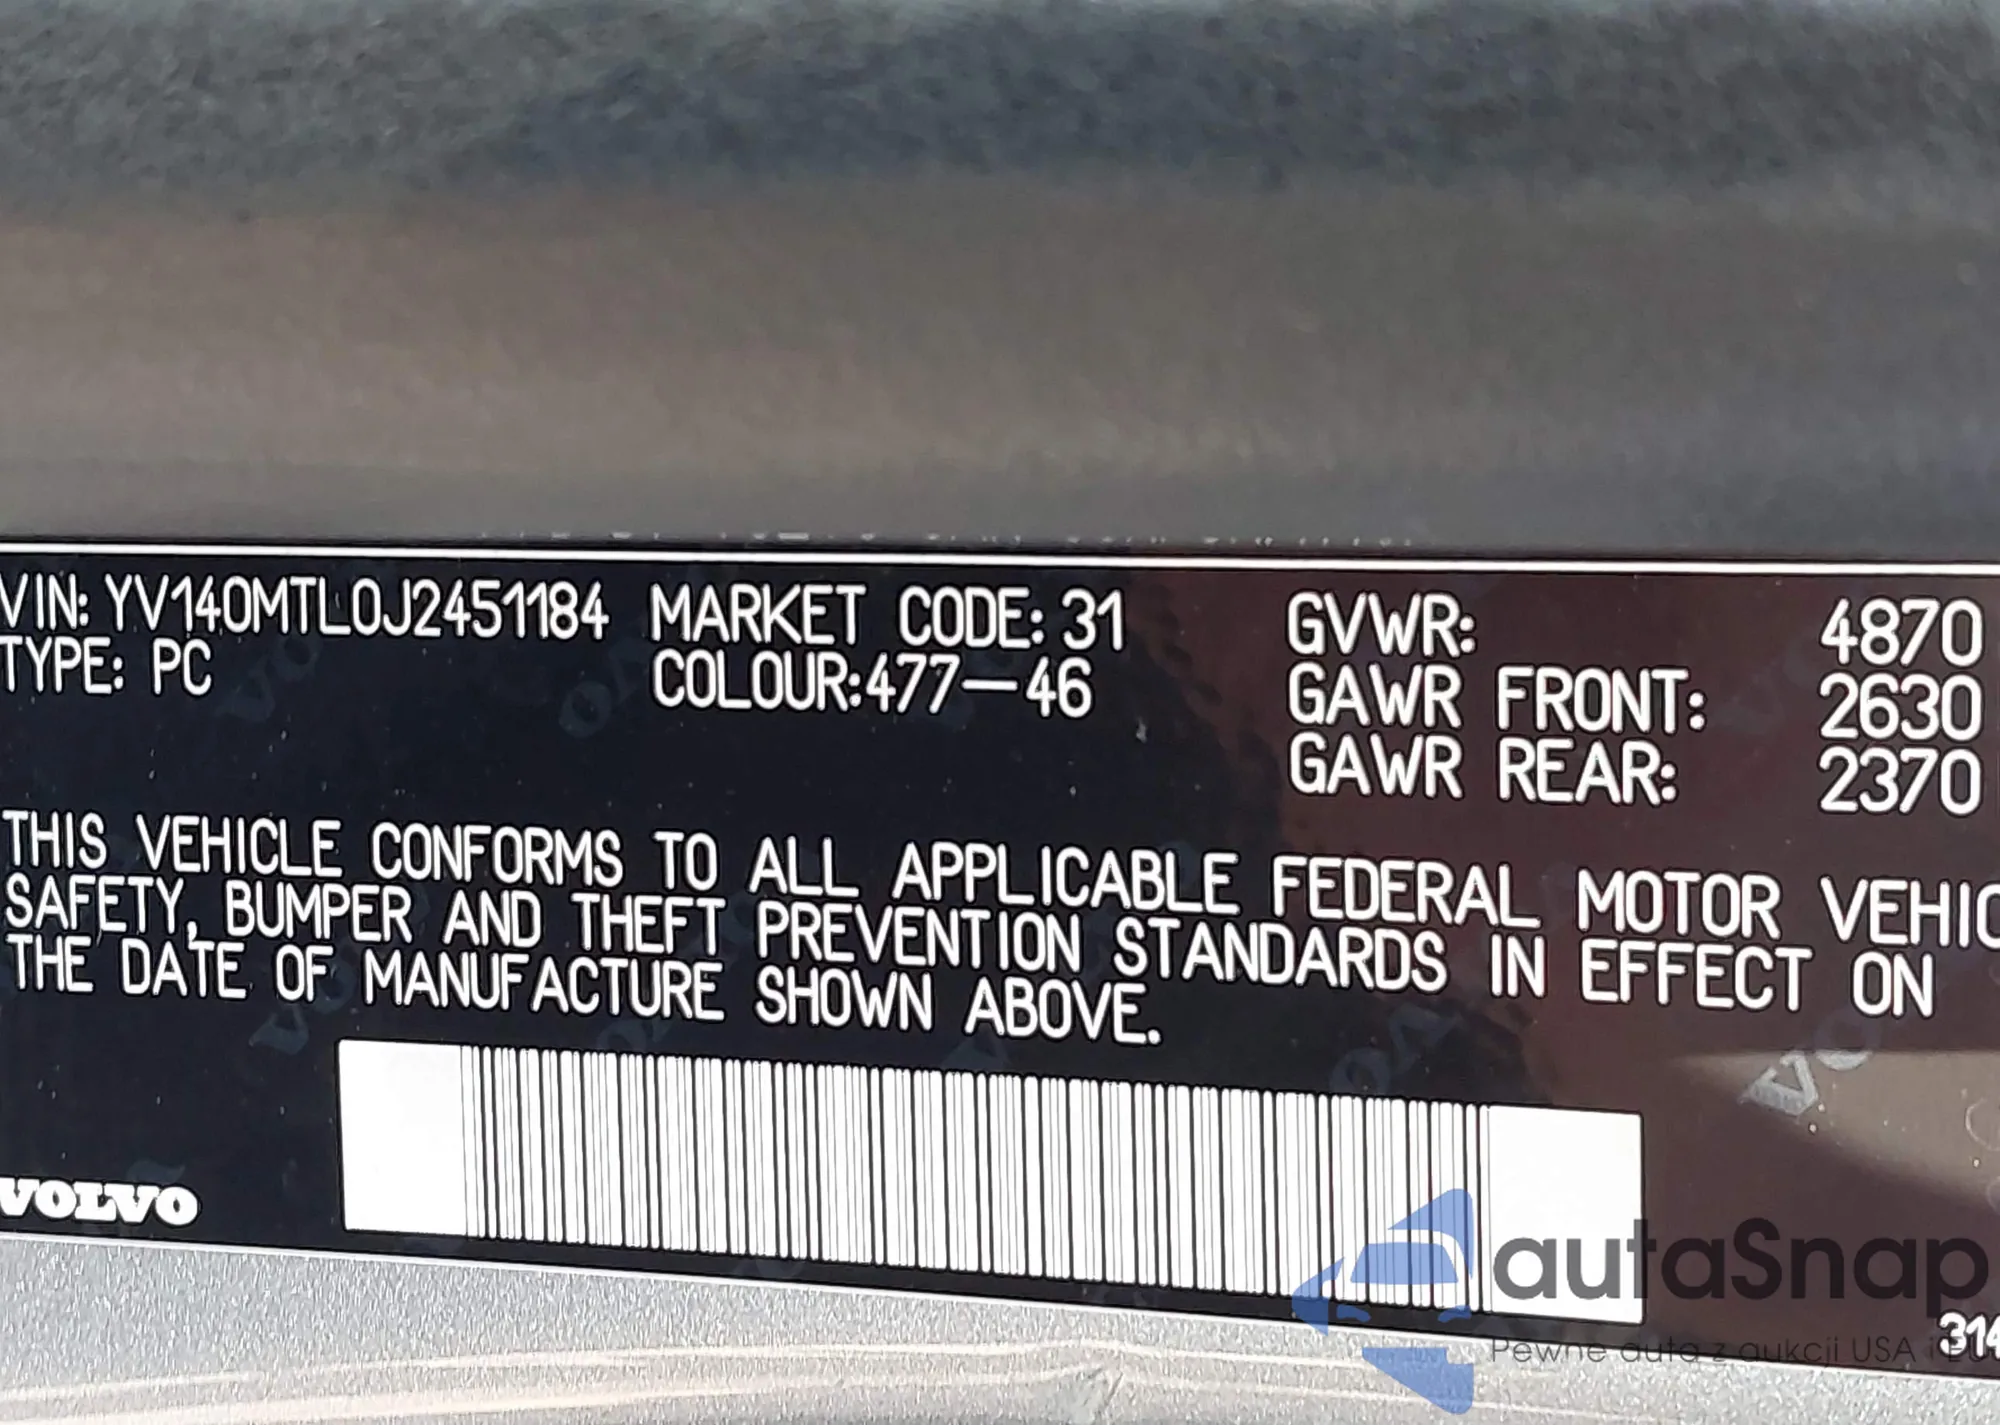 VIN: YV140MTL0J2451184 MARKET CODE: 31 GVWR: 4870
TYPE: PC COLOUR:477-46 GAWR FRONT: 2630
GAWR REAR: 2370
THIS VEHICLE CONFORMS TO ALL APPLICABLE FEDERAL MOTOR VEHIC
SAFETY, BUMPER AND THEFT PREVENTION STANDARDS IN EFFECT ON
THE DATE OF MANUFACTURE SHOWN ABOVE.
VOLVO
autaSnap
314
Pewne auta z aukcji USA i